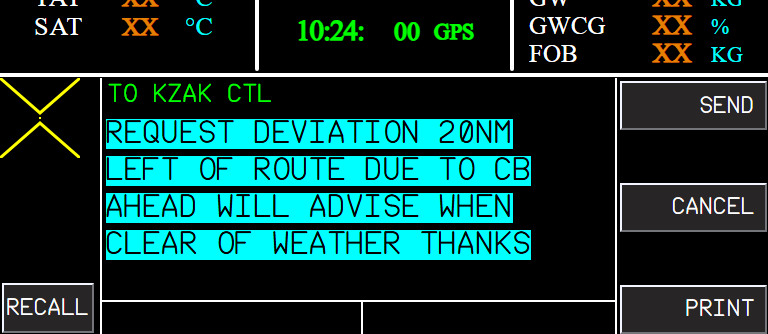 TAT XX °C
SAT XX °C
10:24: 00 GPS
GW XX KG
GWCG XX %
FOB XX KG
TO KZAK CTL
REQUEST DEVIATION 20NM
LEFT OF ROUTE DUE TO CB
AHEAD WILL ADVISE WHEN
CLEAR OF WEATHER THANKS
SEND
CANCEL
RECALL
PRINT